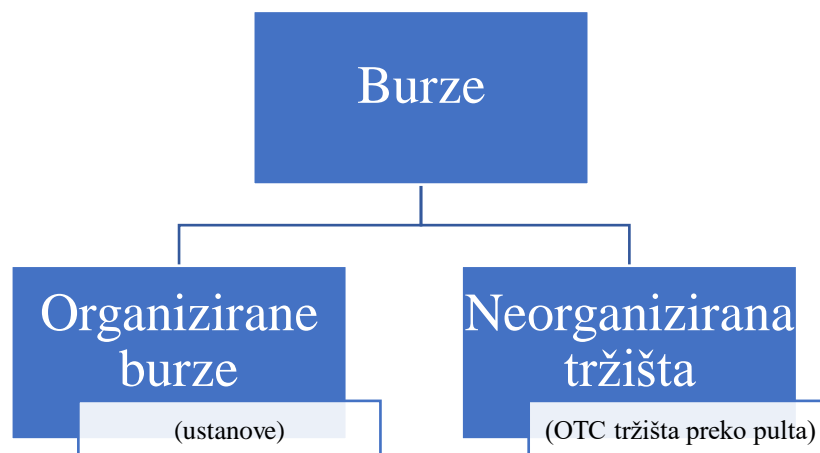 Burze
Organizirane
burze
(ustanove)
Neorganizirana
tržišta
(OTC tržišta preko pulta)